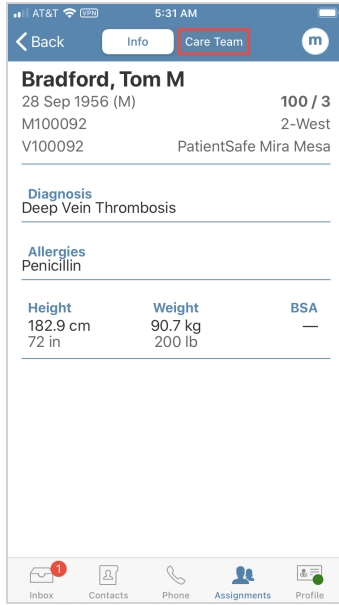 AT&T VPN 5:31 AM
Back Info Care Team m
Bradford, Tom M
28 Sep 1956 (M) 100 / 3
M100092 2-West
V100092 PatientSafe Mira Mesa
Diagnosis
Deep Vein Thrombosis
Allergies
Penicillin
Height Weight BSA
182.9 cm 90.7 kg —
72 in 200 lb
1
Inbox Contacts Phone Assignments Profile